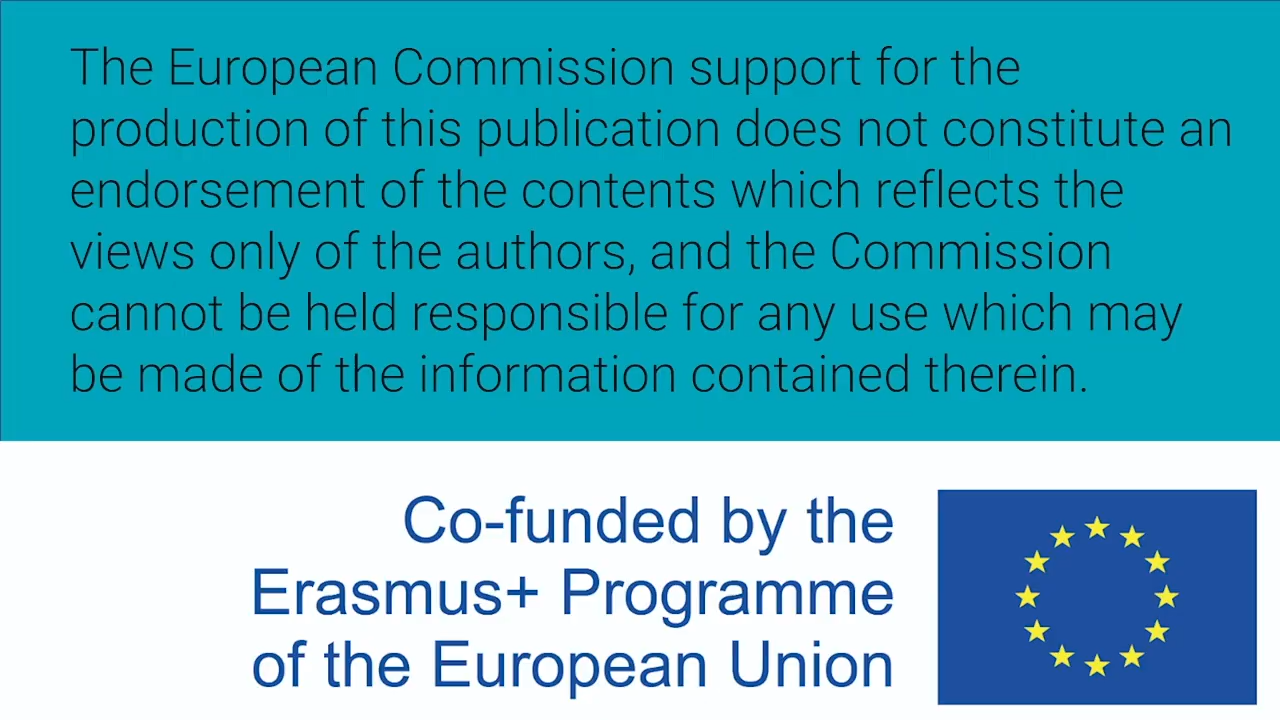 The European Commission support for the
production of this publication does not constitute an
endorsement of the contents which reflects the
views only of the authors, and the Commission
cannot be held responsible for any use which may
be made of the information contained therein.
Co-funded by the
Erasmus+ Programme
of the European Union